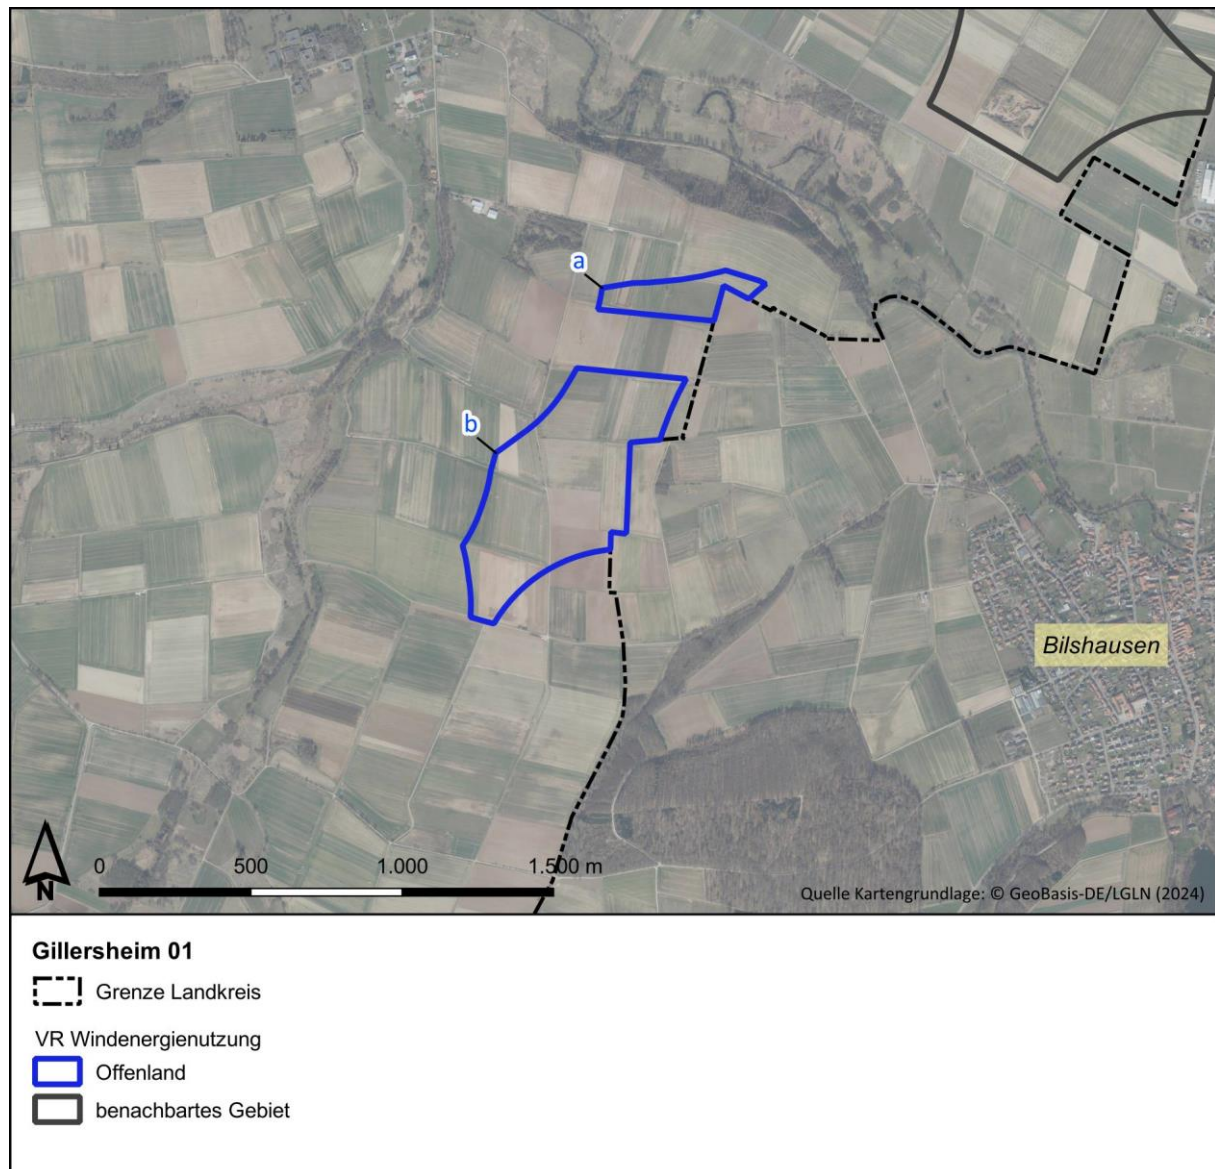 a
b
Bilshausen
0 500 1.000 1.500 m
N
Quelle Kartengrundlage: © GeoBasis-DE/LGLN (2024)
Gillersheim 01
Grenze Landkreis
VR Windenergienutzung
Offenland
benachbartes Gebiet